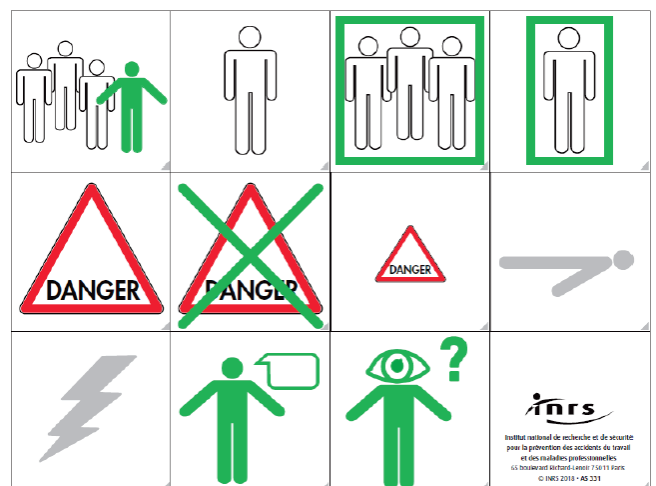 DANGER
DANGER
DANGER
?
inrs
Institut national de recherche et de sécurité
pour la prévention des accidents du travail
et des maladies professionnelles
65 boulevard Richard-Lenoir 75011 Paris
© INRS 2018 • AS 331